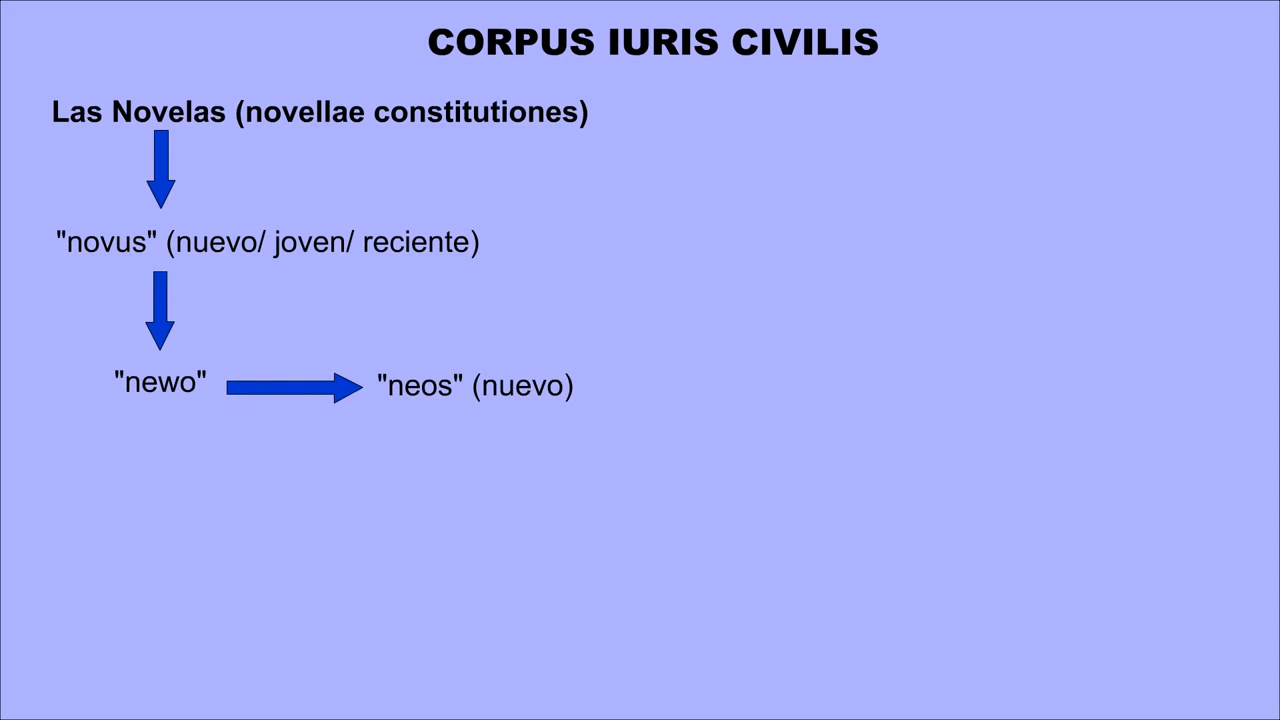 CORPUS IURIS CIVILIS
Las Novelas (novellae constitutiones)
"novus" (nuevo/ joven/ reciente)
"newo"
"neos" (nuevo)